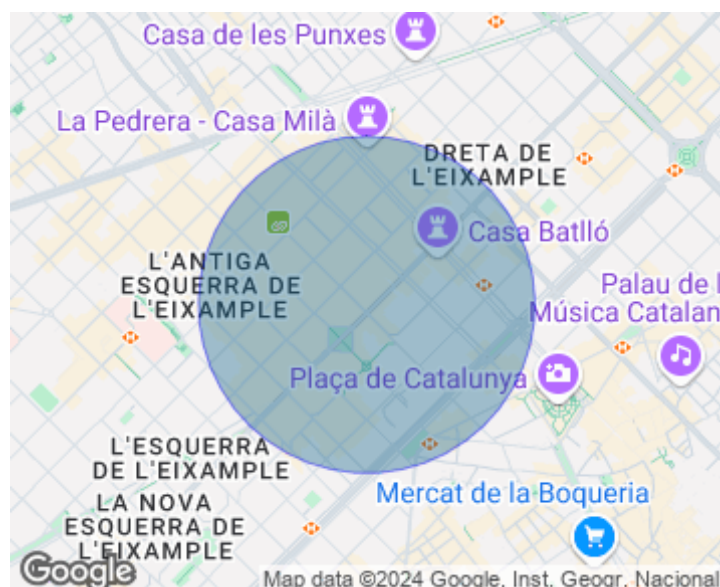 Casa de les Punxes
La Pedrera - Casa Milà
DRETA DE
L'EIXAMPLE
Casa Batlló
L'ANTIGA
ESQUERRA DE
L'EIXAMPLE
Palau de l
Música Catalan
Plaça de Catalunya
L'ESQUERRA
DE L'EIXAMPLE
Mercat de la Boqueria
LA NOVA
ESQUERRA DE
L'EIXAMPLE
Google
Map data ©2024 Google, Inst. Geogr. Nacional